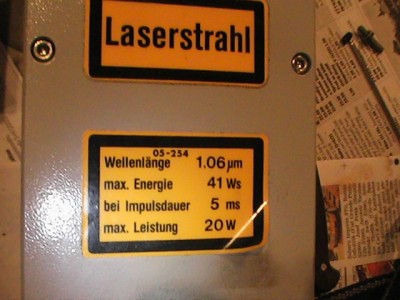 Laserstrahl
05-254
Wellenlänge 1.06 µm
max. Energie 41 Ws
bei Impulsdauer 5 ms
max. Leistung 20 W